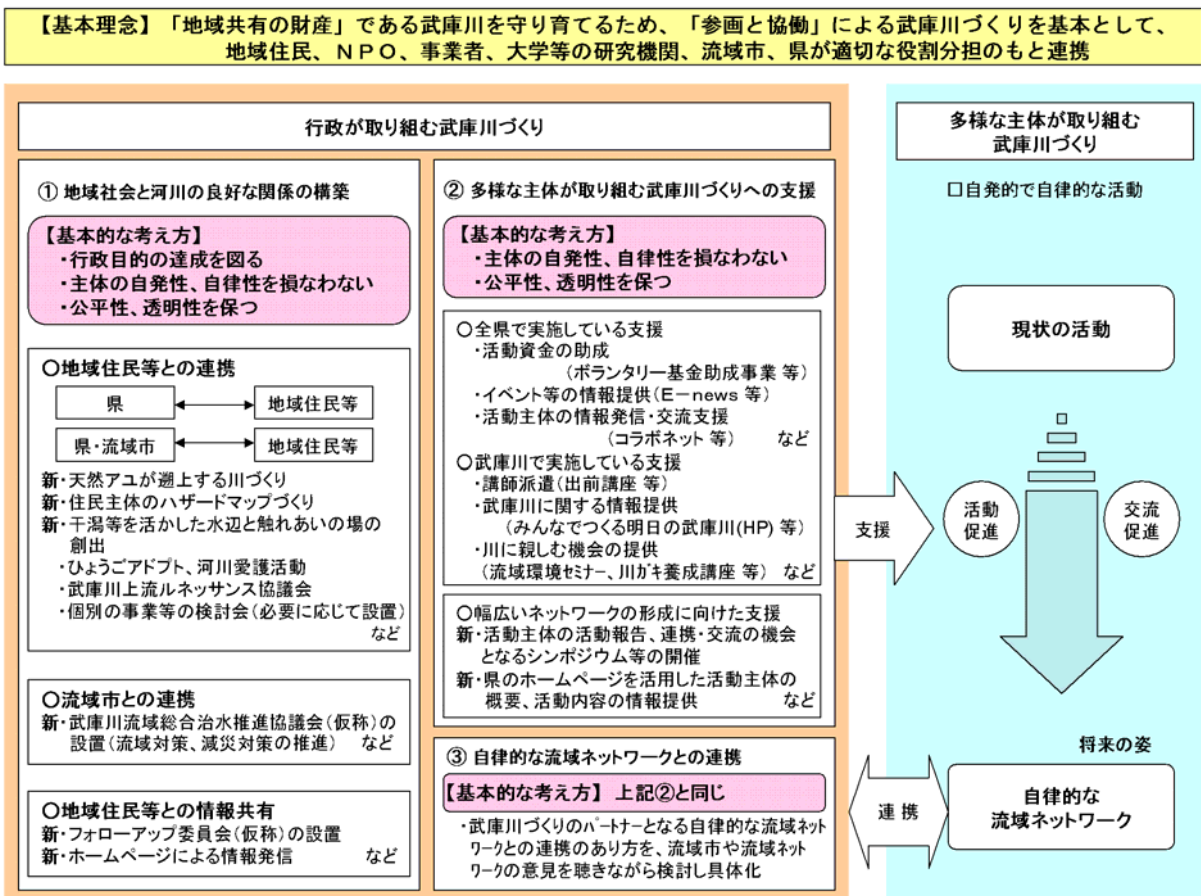 【基本理念】 「地域共有の財産」である武庫川を守り育てるため、「参画と協働」による武庫川づくりを基本として、
地域住民、ＮＰＯ、事業者、大学等の研究機関、流域市、県が適切な役割分担のもと連携
行政が取り組む武庫川づくり
① 地域社会と河川の良好な関係の構築
【基本的な考え方】
・行政目的の達成を図る
・主体の自発性、自律性を損なわない
・公平性、透明性を保つ
〇地域住民等との連携
県
地域住民等
県・流域市
地域住民等
新・天然アユが遡上する川づくり
新・住民主体のハザードマップづくり
新・干潟等を活かした水辺と触れあいの場の
創出
・ひょうごアドプト、河川愛護活動
・武庫川上流ルネッサンス協議会
・個別の事業等の検討会(必要に応じて設置)
など
〇流域市との連携
新・武庫川流域総合治水推進協議会(仮称)の
設置(流域対策、減災対策の推進) など
〇地域住民等との情報共有
新・フォローアップ委員会(仮称)の設置
新・ホームページによる情報発信 など
② 多様な主体が取り組む武庫川づくりへの支援
【基本的な考え方】
・主体の自発性、自律性を損なわない
・公平性、透明性を保つ
〇全県で実施している支援
・活動資金の助成
(ボランタリー基金助成事業 等)
・イベント等の情報提供(Ｅ－ｎｅｗｓ 等)
・活動主体の情報発信・交流支援
(コラボネット 等) など
〇武庫川で実施している支援
・講師派遣(出前講座 等)
・武庫川に関する情報提供
(みんなでつくる明日の武庫川(HP) 等)
・川に親しむ機会の提供
(流域環境セミナー、川ｶﾞｷ養成講座 等) など
〇幅広いネットワークの形成に向けた支援
新・活動主体の活動報告、連携・交流の機会
となるシンポジウム等の開催
新・県のホームページを活用した活動主体の
概要、活動内容の情報提供 など
③ 自律的な流域ネットワークとの連携
【基本的な考え方】 上記②と同じ
・武庫川づくりのﾊﾟｰﾄﾅｰとなる自律的な流域ﾈｯﾄ
ﾜｰｸとの連携のあり方を、流域市や流域ﾈｯﾄ
ﾜｰｸの意見を聴きながら検討し具体化
支援
連 携
多様な主体が取り組む
武庫川づくり
□自発的で自律的な活動
現状の活動
活動
促進
交流
促進
将来の姿
自律的な
流域ネットワーク